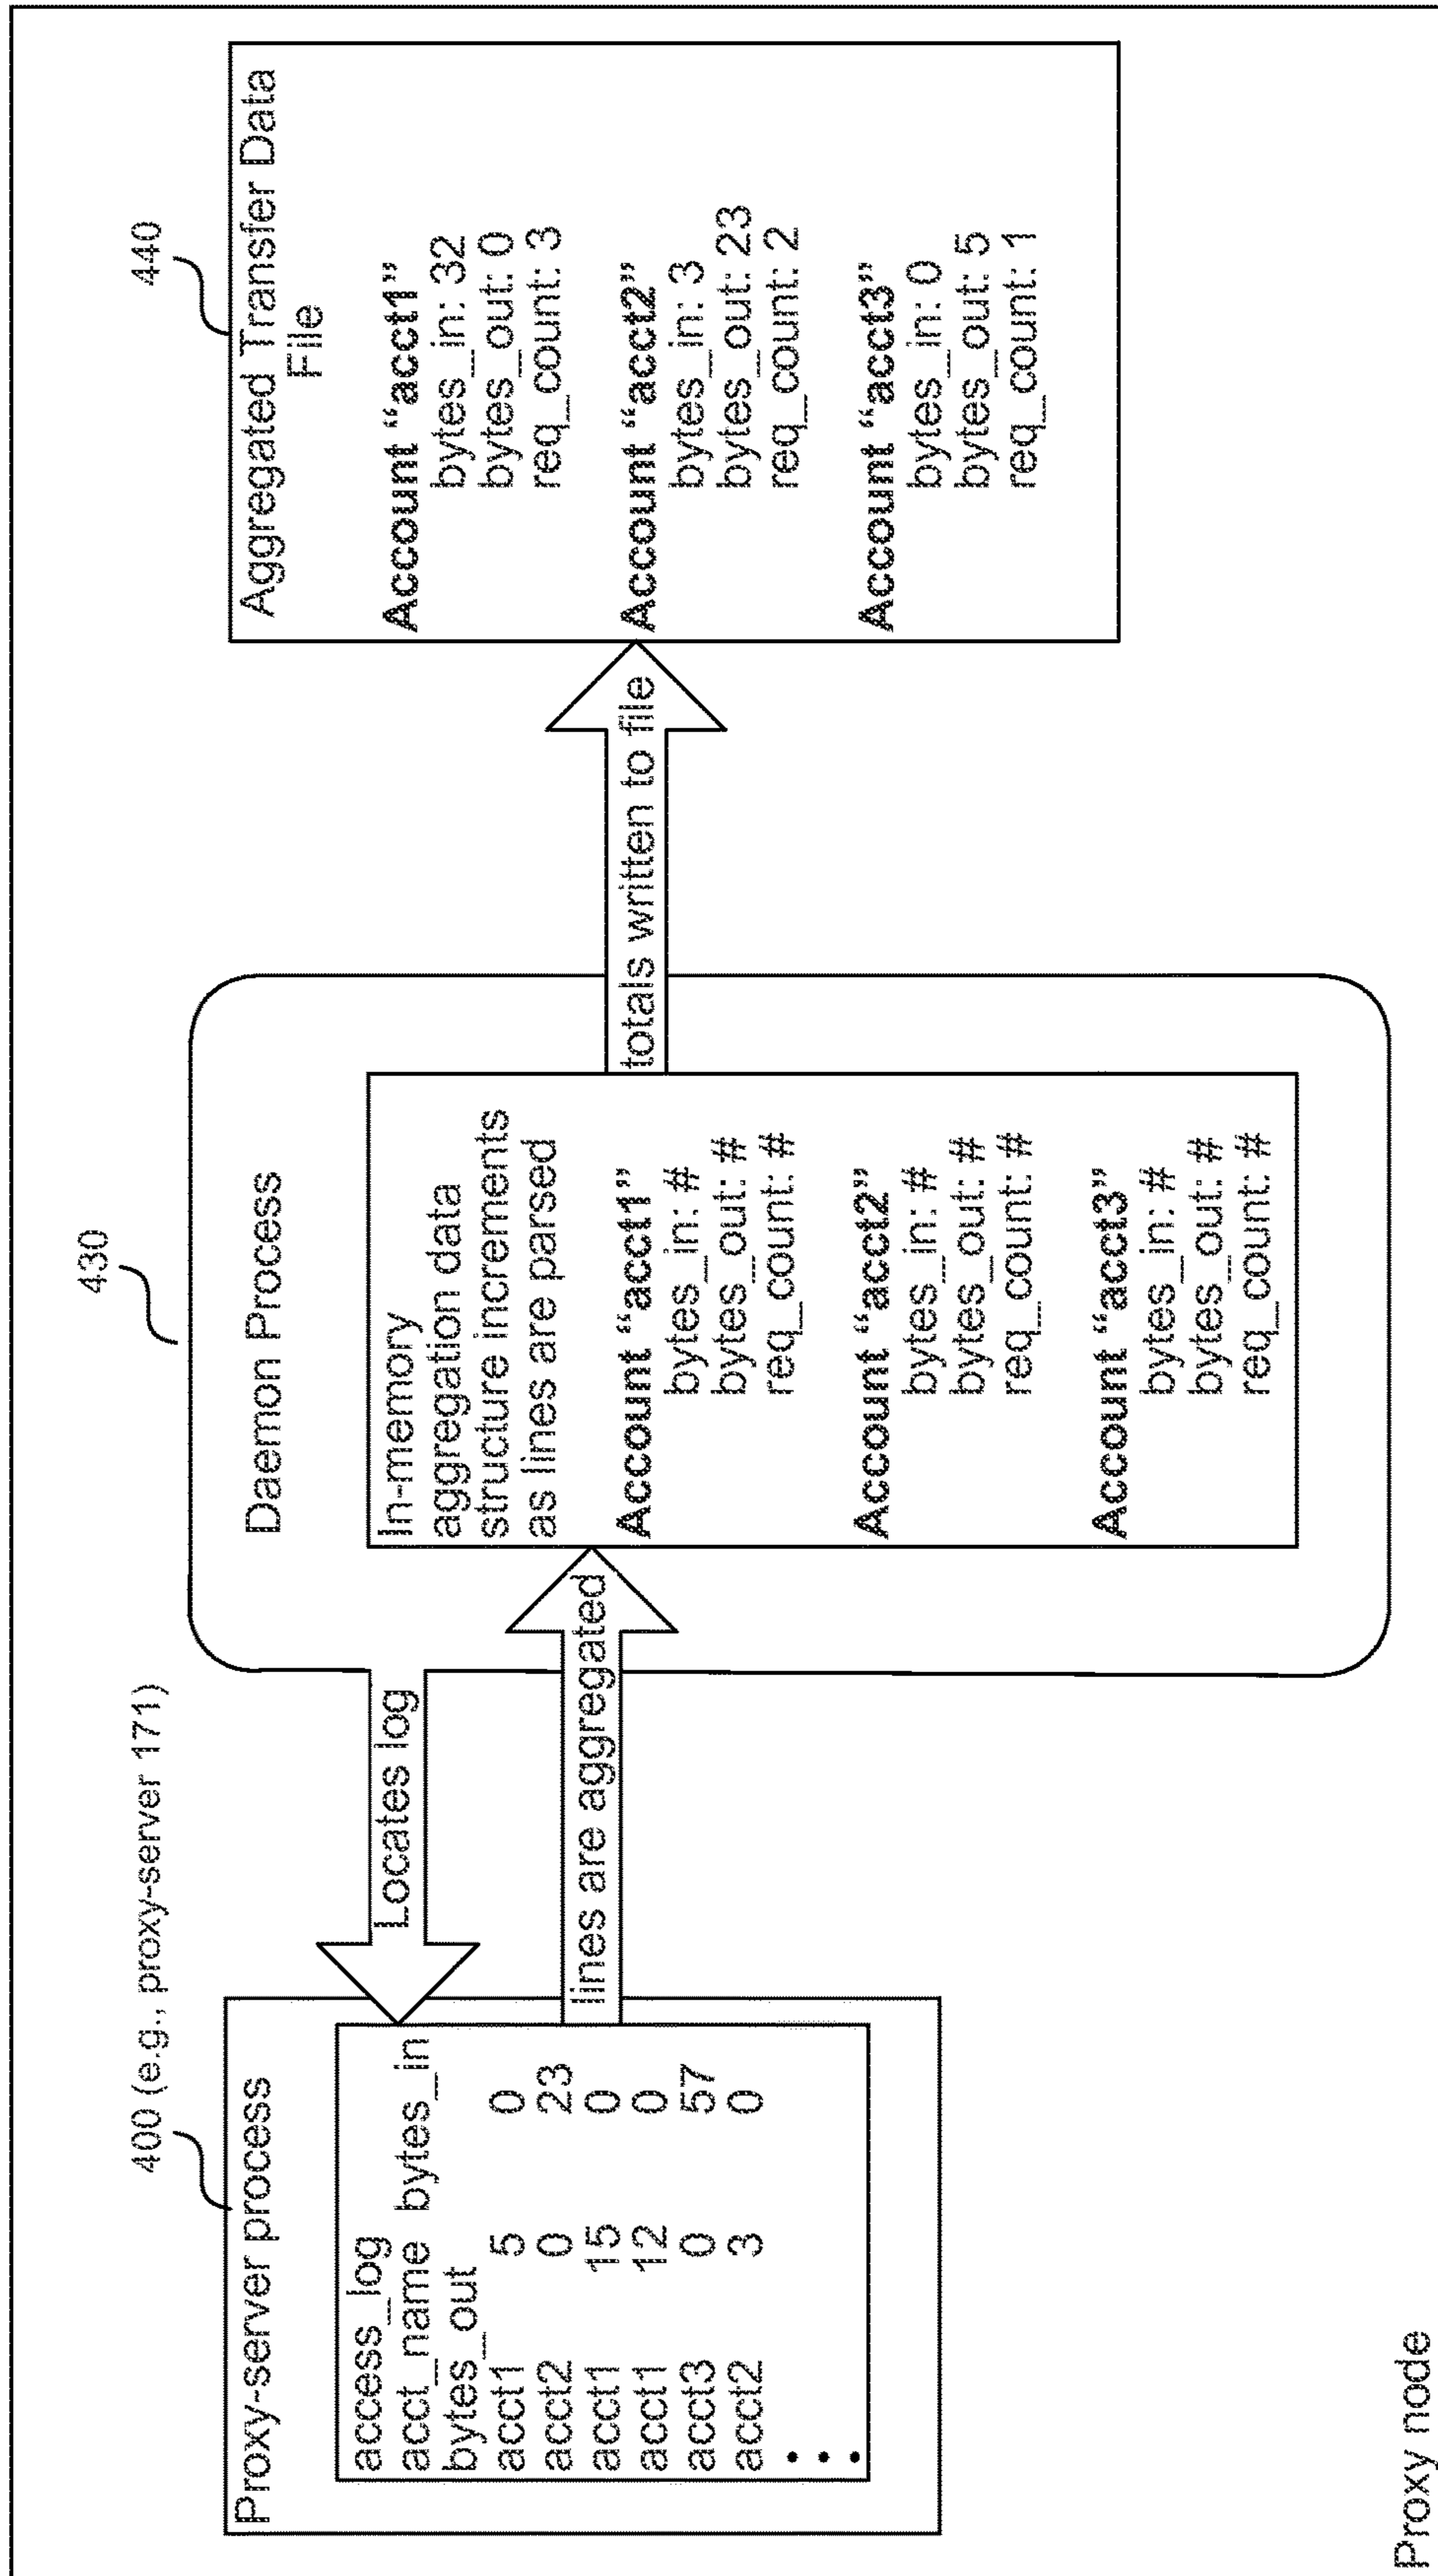 400 (e.g., proxy-server 171)
Proxy-server process
access_log
acct_name bytes_in
bytes_out
acct1 5 0
acct2 0 23
acct1 15 0
acct1 12 0
acct3 0 57
acct2 3 0
Locates log
lines are aggregated
430
Daemon Process
In-memory
aggregation data
structure increments
as lines are parsed
Account “acct1”
bytes_in: #
bytes_out: #
req_count: #
Account “acct2”
bytes_in: #
bytes_out: #
req_count: #
Account “acct3”
bytes_in: #
bytes_out: #
req_count: #
totals written to file
440
Aggregated Transfer Data
File
Account “acct1”
bytes_in: 32
bytes_out: 0
req_count: 3
Account “acct2”
bytes_in: 3
bytes_out: 23
req_count: 2
Account “acct3”
bytes_in: 0
bytes_out: 5
req_count: 1
Proxy node